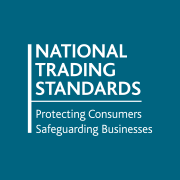 NATIONAL
TRADING
STANDARDS
Protecting Consumers
Safeguarding Businesses